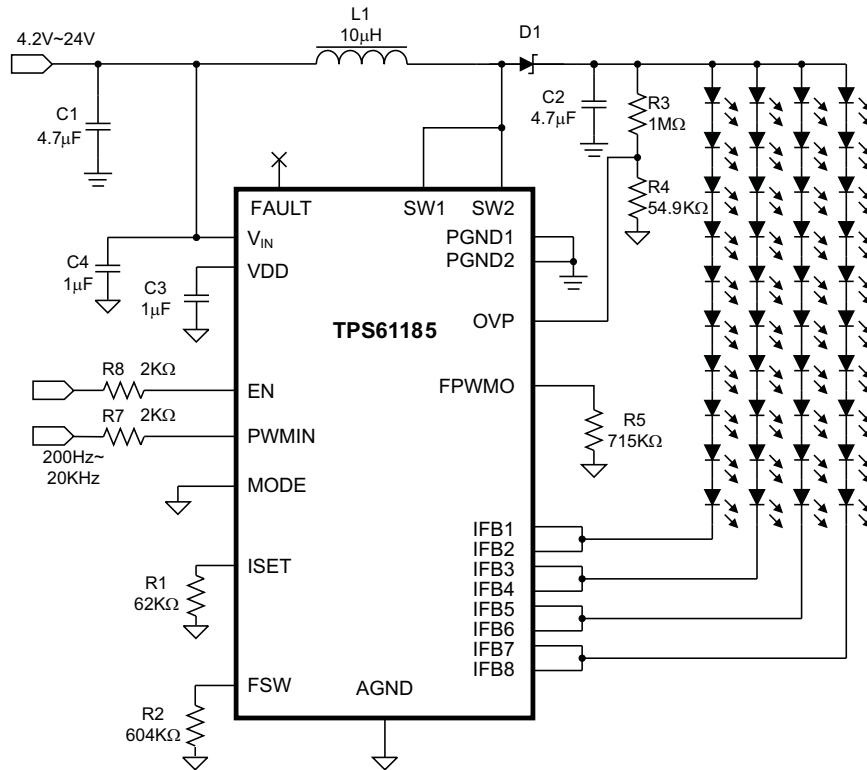 L1
10μH
D1
4.2V~24V
C1
4.7μF
C2
4.7μF
R3
1MΩ
R4
54.9KΩ
FAULT
SW1
SW2
VIN
PGND1
PGND2
C4
1μF
VDD
C3
1μF
TPS61185
OVP
R8
2KΩ
EN
FPWMO
R7
2KΩ
PWMIN
R5
715KΩ
200Hz~
20KHz
MODE
IFB1
IFB2
ISET
IFB3
IFB4
R1
62KΩ
IFB5
IFB6
IFB7
IFB8
FSW
AGND
R2
604KΩ